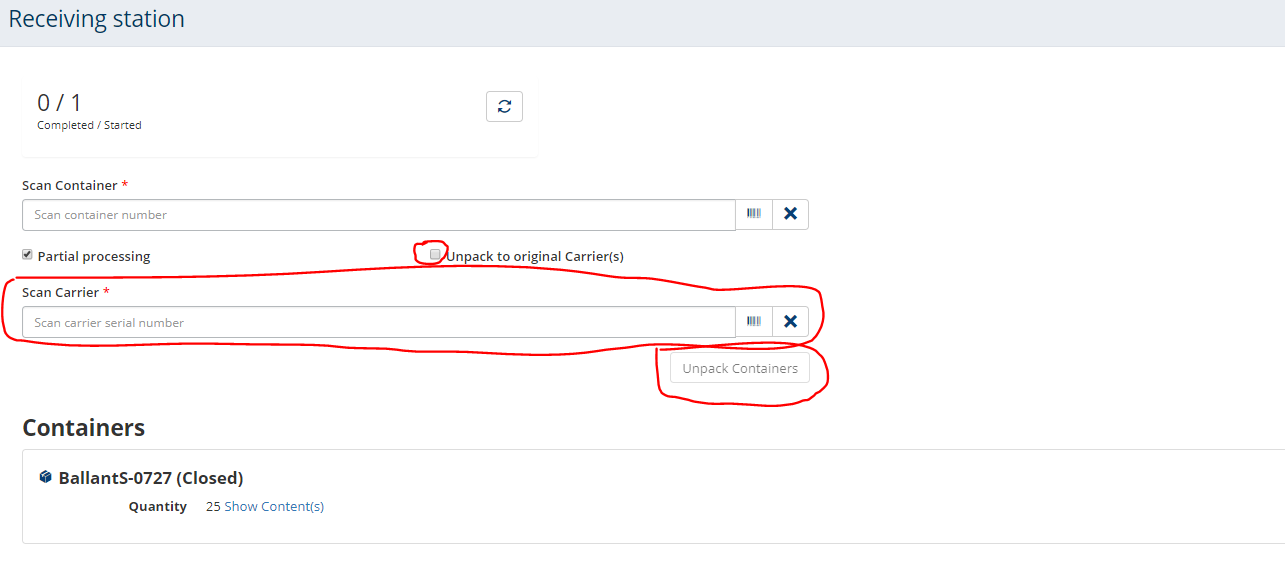 Receiving station
0 / 1
Completed / Started
Scan Container *
Scan container number
Partial processing
Unpack to original Carrier(s)
Scan Carrier *
Scan carrier serial number
Unpack Containers
Containers
BallantS-0727 (Closed)
Quantity 25 Show Content(s)